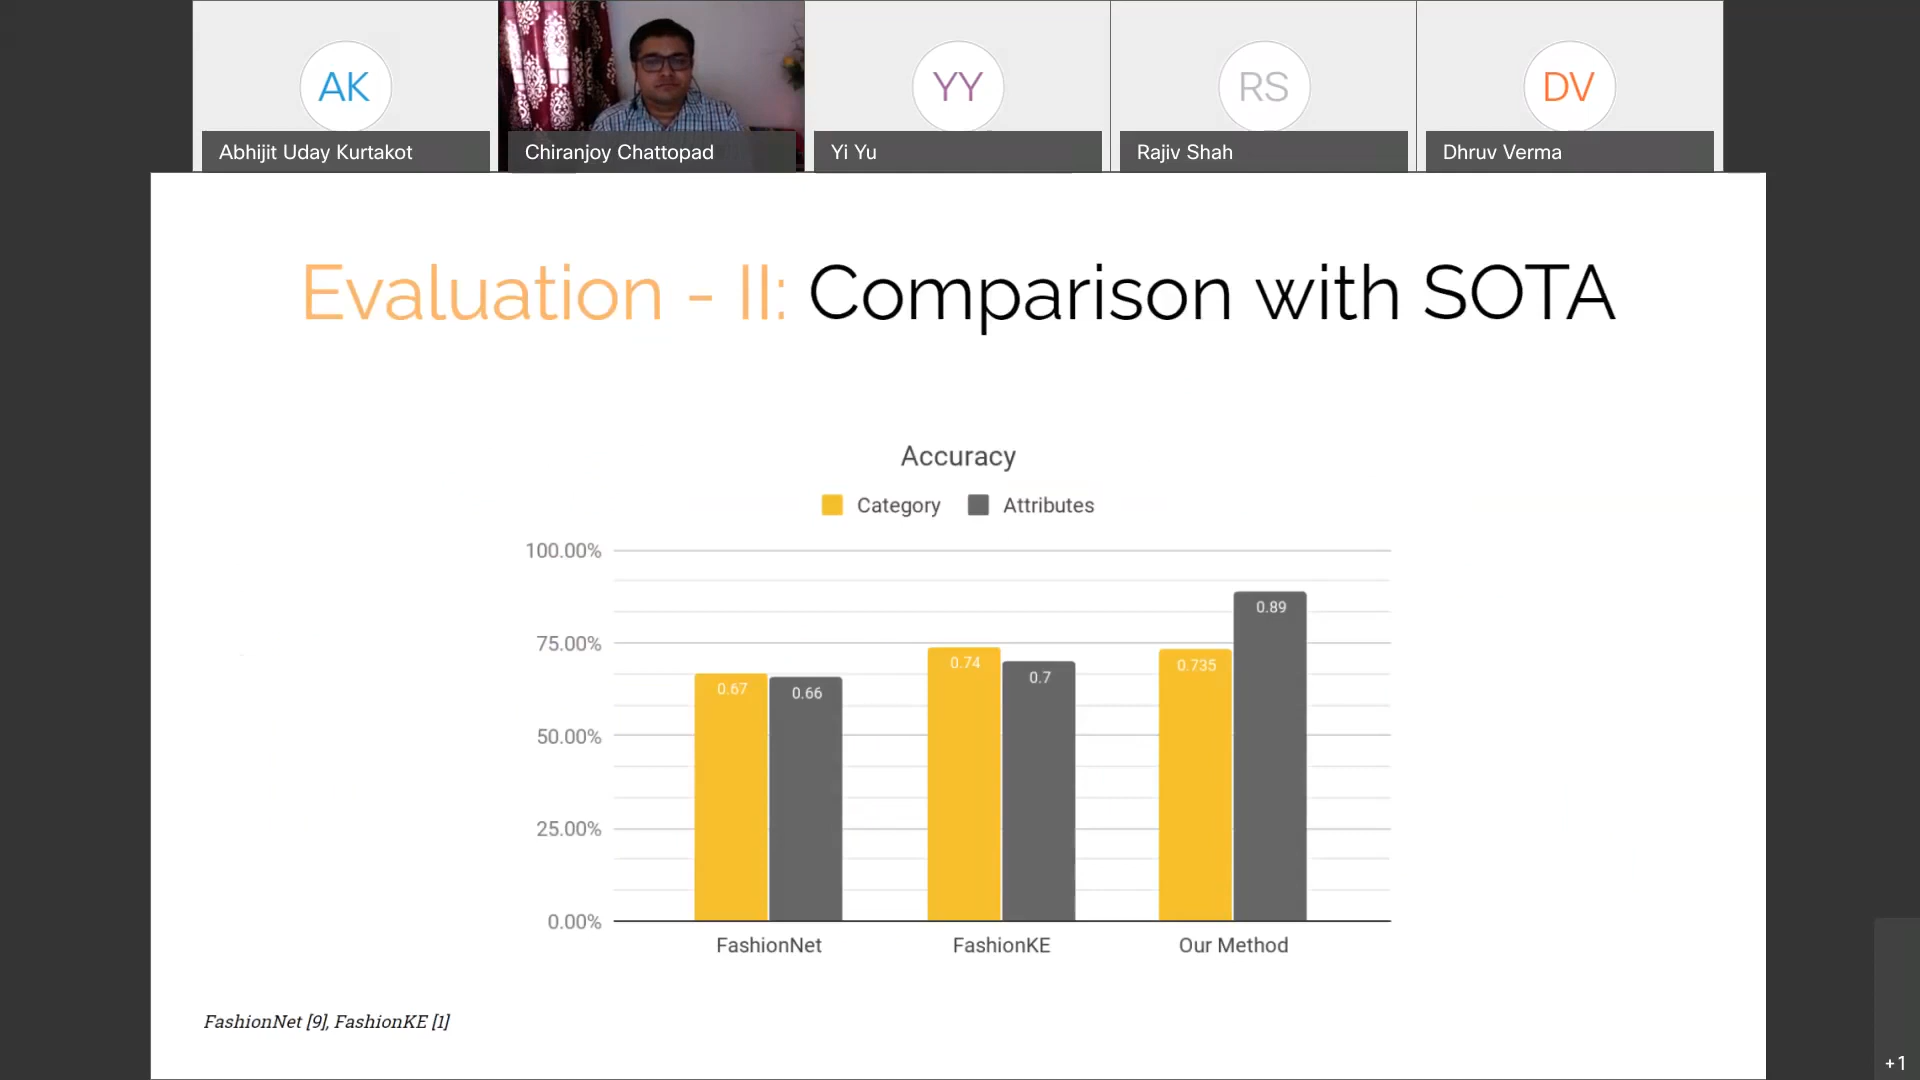 AK
YY
RS
DV
Abhijit Uday Kurtakot
Chiranjoy Chattopad
Yi Yu
Rajiv Shah
Dhruv Verma
Evaluation - II: Comparison with SOTA
Accuracy
Category
Attributes
100.00%
75.00%
50.00%
25.00%
0.00%
0.67
0.66
0.74
0.7
0.735
0.89
FashionNet
FashionKE
Our Method
FashionNet [9], FashionKE [1]
+1